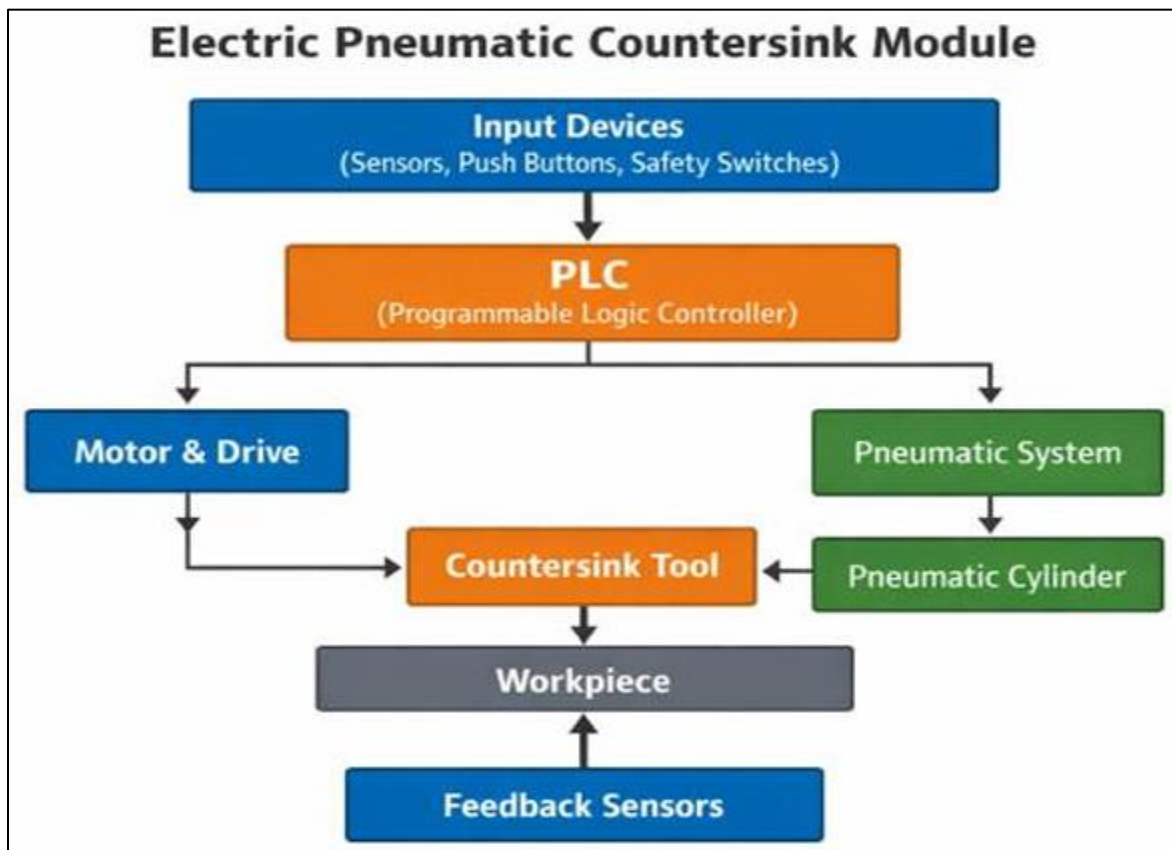 Electric Pneumatic Countersink Module
Input Devices
(Sensors, Push Buttons, Safety Switches)
PLC
(Programmable Logic Controller)
Motor & Drive
Pneumatic System
Countersink Tool
Pneumatic Cylinder
Workpiece
Feedback Sensors